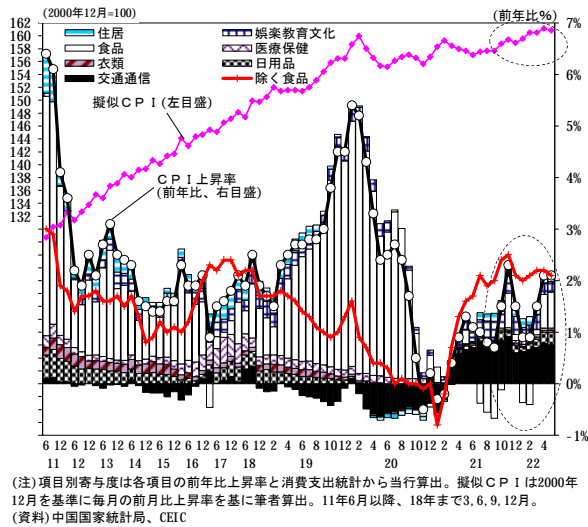 (2000年12月=100)
(前年比％)
162
160
158
156
154
152
150
148
146
144
142
140
138
136
134
132
7%
6%
5%
4%
3%
2%
1%
0%
-1%
住居
娯楽教育文化
食品
医療保健
衣類
日用品
交通通信
除く食品
擬似ＣＰＩ(左目盛)
ＣＰＩ上昇率
(前年比、右目盛)
6 12 6 12 6 12 6 12 6 12 6 12 6 12 6 12 2 4 6 8 10 12 2 4 6 8 10 12 2 4 6 8 10 12 2 4
11 12 13 14 15 16 17 18 19 20 21 22
(注)項目別寄与度は各項目の前年比上昇率と消費支出統計から当行算出。擬似ＣＰＩは2000年
12月を基準に毎月の前月比上昇率を基に筆者算出。11年6月以降、18年まで3,6,9,12月。
(資料)中国国家統計局、CEIC